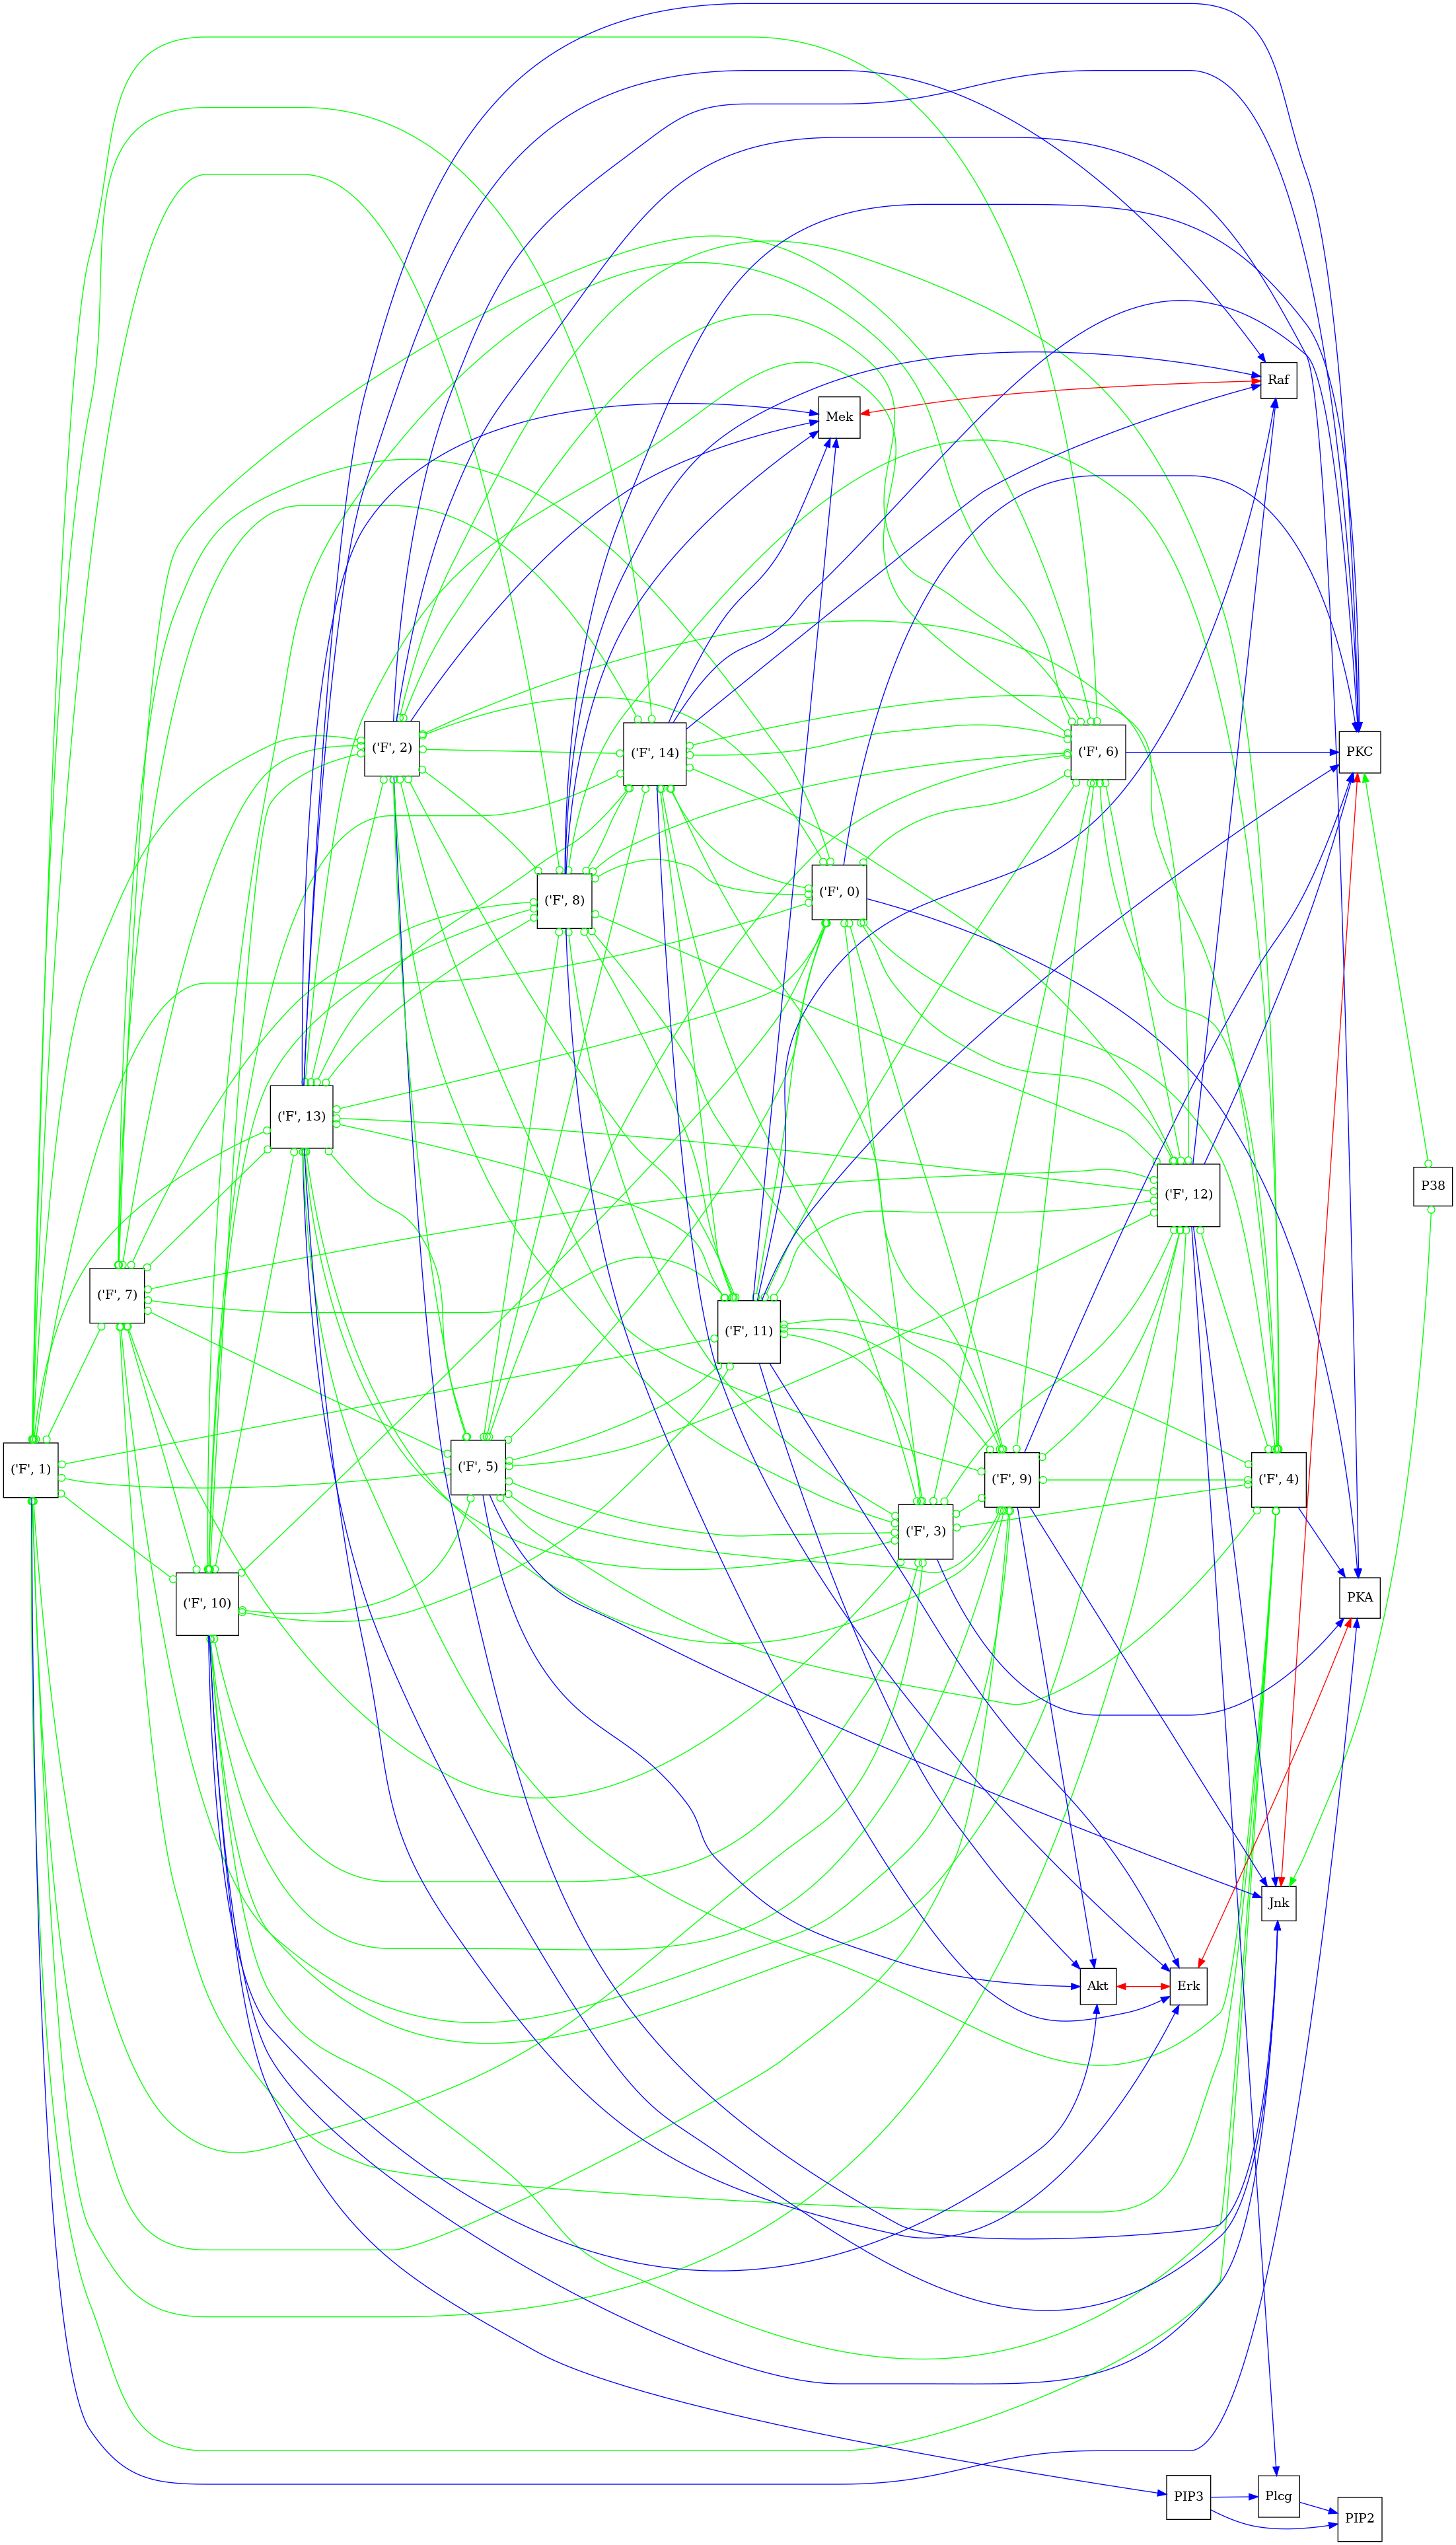 Raf
Mek
('F', 2)
('F', 14)
('F', 6)
PKC
('F', 8)
('F', 0)
('F', 13)
P38
('F', 12)
('F', 7)
('F', 11)
('F', 1)
('F', 5)
('F', 9)
('F', 4)
('F', 3)
('F', 10)
PKA
Jnk
Akt
Erk
PIP3
Plcg
PIP2